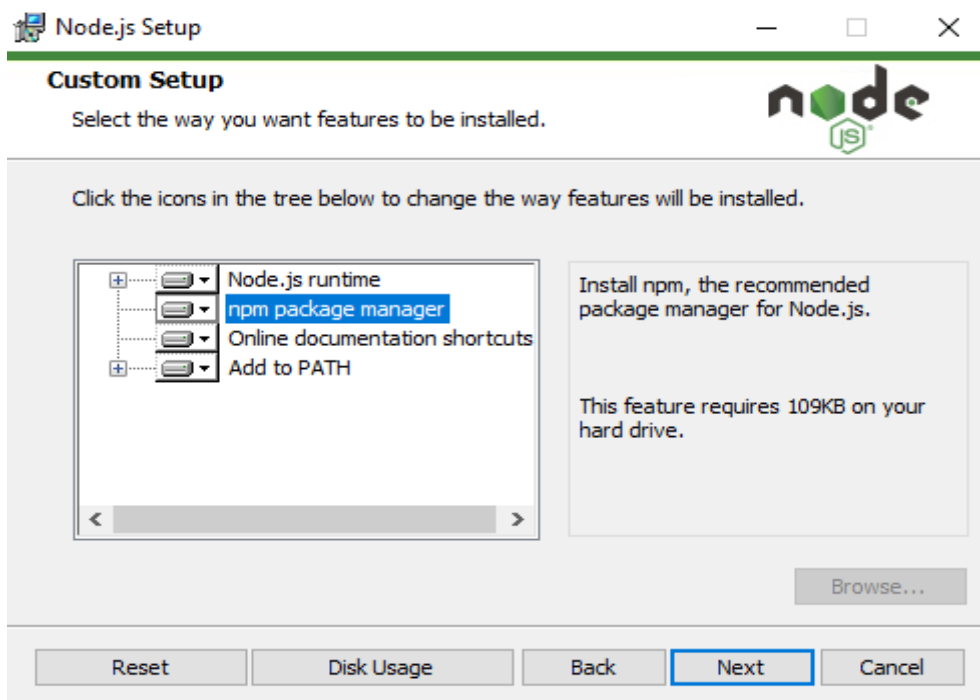 Node.js Setup
Custom Setup
Select the way you want features to be installed.
node
JS
Click the icons in the tree below to change the way features will be installed.
Node.js runtime
npm package manager
Online documentation shortcuts
Add to PATH
Install npm, the recommended
package manager for Node.js.
This feature requires 109KB on your
hard drive.
Browse...
Reset Disk Usage Back Next Cancel